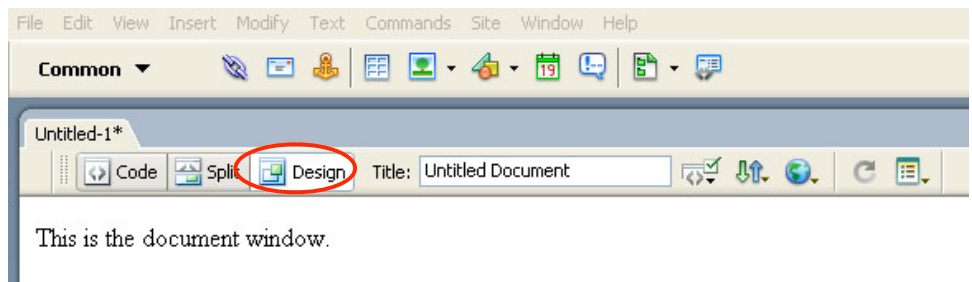 File Edit View Insert Modify Text Commands Site Window Help
Common
19
Untitled-1*
Code Split Design Title: Untitled Document
This is the document window.